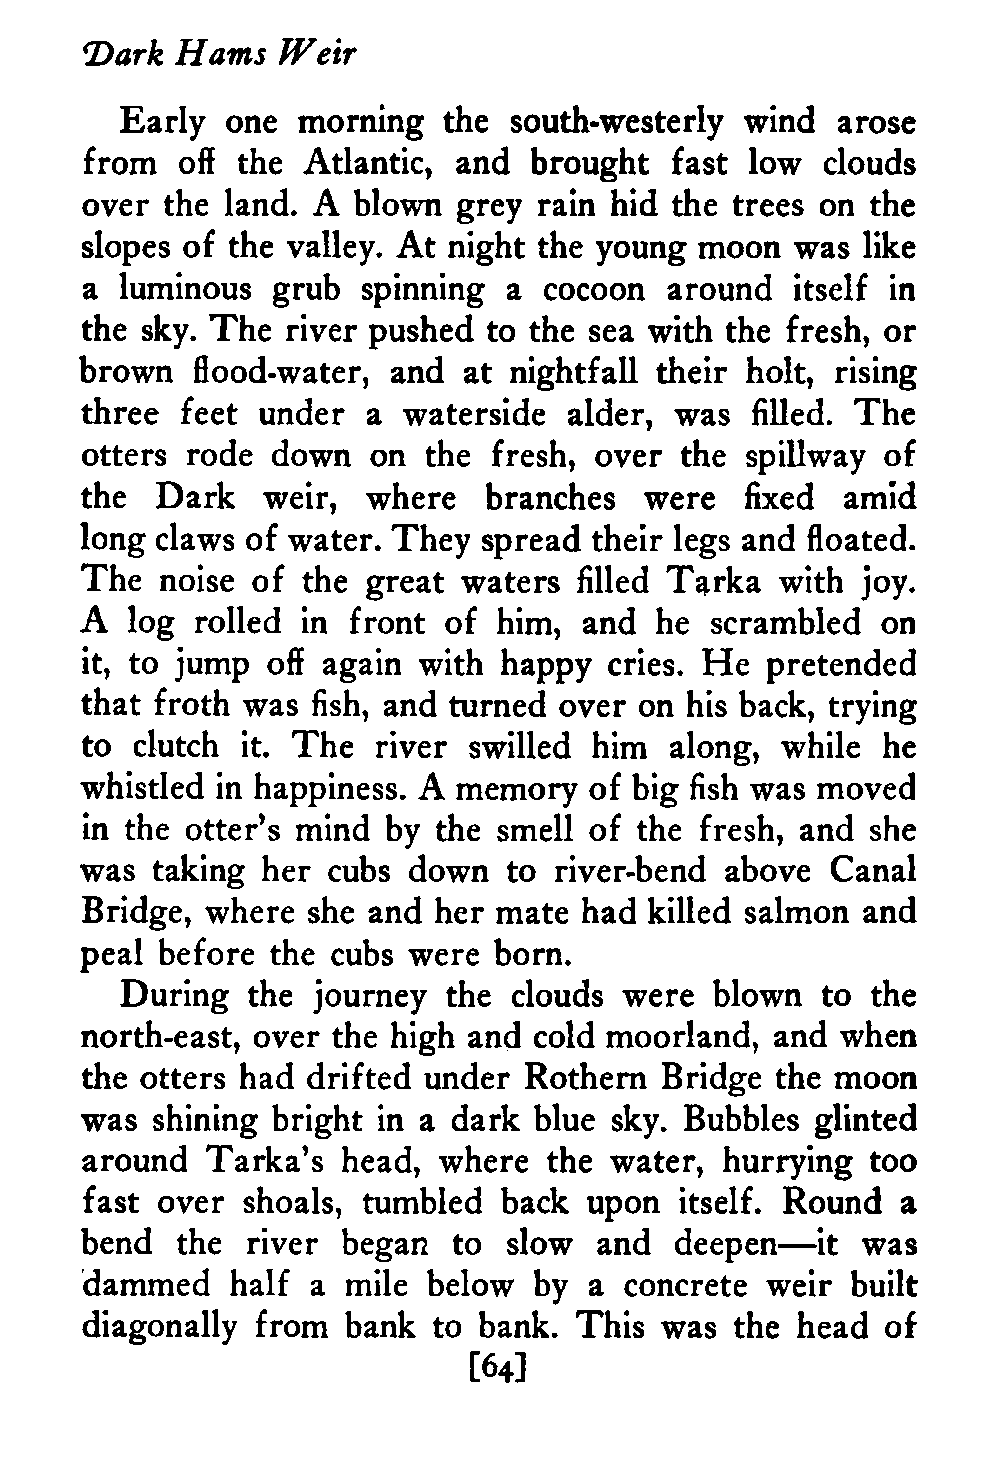 Dark Hams Weir
Early one morning the south-westerly wind arose
from off the Atlantic, and brought fast low clouds
over the land. A blown grey rain hid the trees on the
slopes of the valley. At night the young moon was like
a luminous grub spinning a cocoon around itself in
the sky. The river pushed to the sea with the fresh, or
brown flood-water, and at nightfall their holt, rising
three feet under a waterside alder, was filled. The
otters rode down on the fresh, over the spillway of
the Dark weir, where branches were fixed amid
long claws of water. They spread their legs and floated.
The noise of the great waters filled Tarka with joy.
A log rolled in front of him, and he scrambled on
it, to jump off again with happy cries. He pretended
that froth was fish, and turned over on his back, trying
to clutch it. The river swilled him along, while he
whistled in happiness. A memory of big fish was moved
in the otter's mind by the smell of the fresh, and she
was taking her cubs down to river-bend above Canal
Bridge, where she and her mate had killed salmon and
peal before the cubs were born.
During the journey the clouds were blown to the
north-east, over the high and cold moorland, and when
the otters had drifted under Rothern Bridge the moon
was shining bright in a dark blue sky. Bubbles glinted
around Tarka's head, where the water, hurrying too
fast over shoals, tumbled back upon itself. Round a
bend the river began to slow and deepen—it was
dammed half a mile below by a concrete weir built
diagonally from bank to bank. This was the head of
[64]